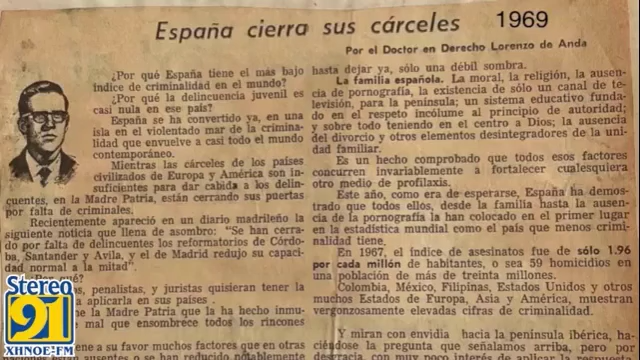 España cierra sus cárceles
1969
Por el Doctor en Derecho Lorenzo de Anda
¿Por qué España tiene el más bajo
índice de criminalidad en el mundo?
¿Por qué la delincuencia juvenil es
casi nula en ese país?
España se ha convertido ya, en una
isla en el violentado mar de la crimina-
lidad que envuelve a casi todo el mundo
contemporáneo.
Mientras las cárceles de los países
civilizados de Europa y América son in-
suficientes para dar cabida a los delin-
cuentes, en la Madre Patria, están cerrando sus puertas
por falta de criminales.
Recientemente apareció en un diario madrileño la
siguiente noticia que llena de asombro: "Se han cerra-
do por falta de delincuentes los reformatorios de Córdo-
ba, Santander y Avila, y el de Madrid redujo su capaci-
dad normal a la mitad".
qué?
os, penalistas, y juristas quisieran tener la
aplicarla en sus países .
e la Madre Patria que la ha hecho inmu-
mal que ensombrece todos los rincones
ene a su favor muchos factores que en otras
ausentes o se han reducido notablemente
hasta dejar ya, sólo una débil sombra.
La familia española. La moral, la religión, la ausen-
cia de pornografía, la existencia de sólo un canal de te-
levisión, para la península; un sistema educativo funda-
do en el respeto incólume al principio de autoridad;
y sobre todo teniendo en el centro a Dios; la ausencia
del divorcio y otros elementos desintegradores de la uni-
dad familiar.
Es un hecho comprobado que todos esos factores
concurren invariablemente a fortalecer cualesquiera
otro medio de profilaxis.
Este año, como era de esperarse, España ha demos-
trado que todos ellos, desde la familia hasta la ausen-
cia de la pornografía la han colocado en el primer lugar
en la estadística mundial como el país que menos crimi-
nalidad tiene.
En 1967, el índice de asesinatos fue de sólo 1.96
por cada millón de habitantes, o sea 59 homicidios en
una población de más de treinta millones.
Colombia, México, Filipinas, Estados Unidos y otros
muchos Estados de Europa, Asia y América, muestran
vergonzosamente elevadas cifras de criminalidad.
Y miran con envidia hacia la península ibérica, ha-
ciéndose la pregunta que señalamos arriba, pero por
desgracia, con muy poco interés de aplicar la
Stereo
91
XHNOE-FM